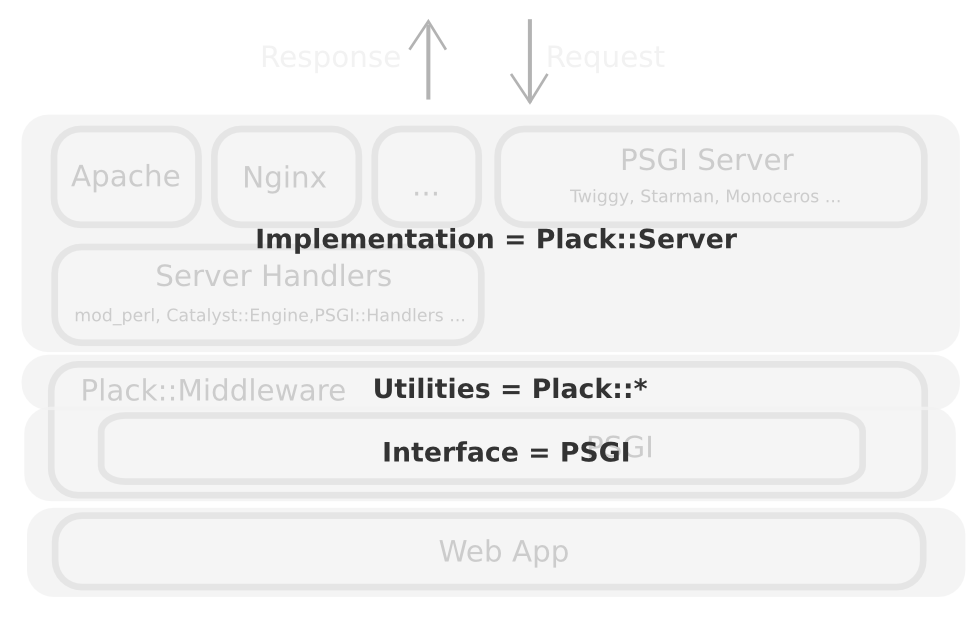 Response
Request
Apache
Nginx
...
PSGI Server
Twiggy, Starman, Monoceros ...
Implementation = Plack::Server
Server Handlers
mod_perl, Catalyst::Engine,PSGI::Handlers ...
Plack::Middleware
Utilities = Plack::*
PSGI
Interface = PSGI
Web App